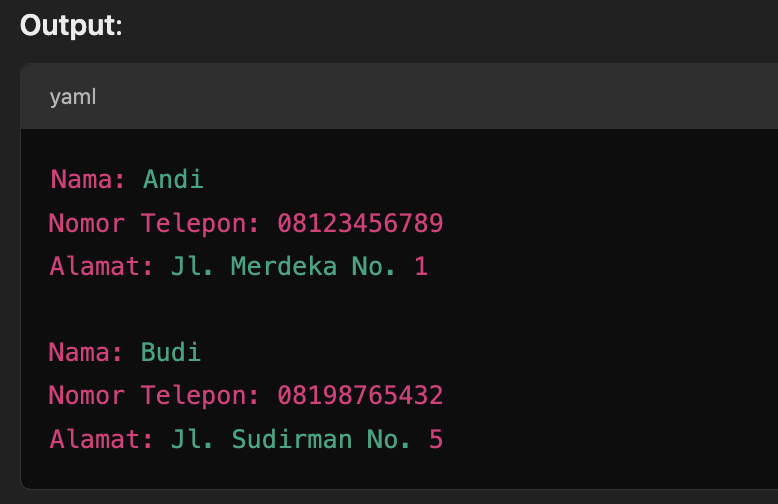 Output:
yaml
Nama: Andi
Nomor Telepon: 08123456789
Alamat: Jl. Merdeka No. 1
Nama: Budi
Nomor Telepon: 08198765432
Alamat: Jl. Sudirman No. 5